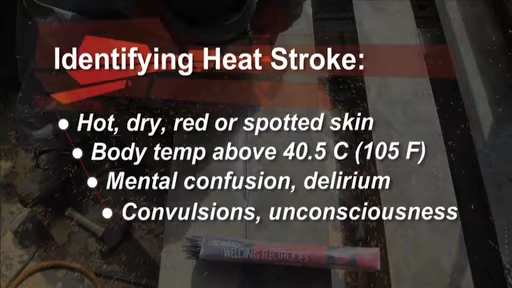 Identifying Heat Stroke:
● Hot, dry, red or spotted skin
● Body temp above 40.5 C (105 F)
● Mental confusion, delirium
● Convulsions, unconsciousness
WELDING ELECTRODES